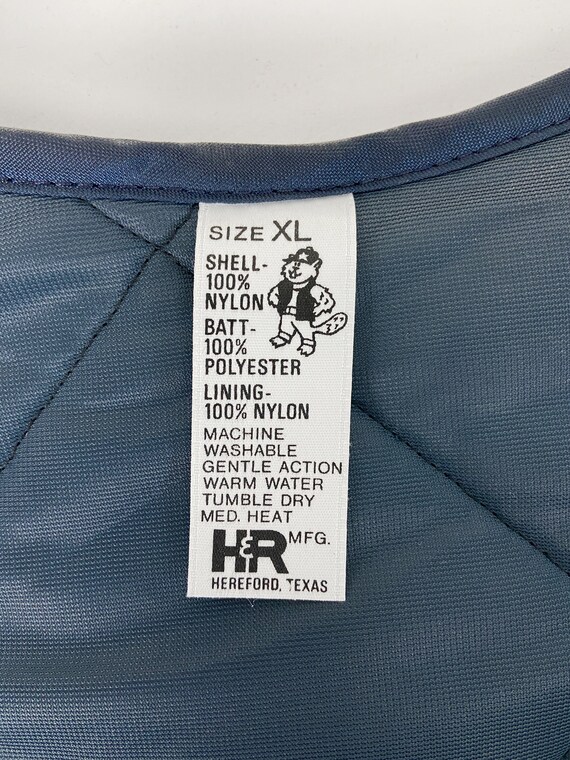 SIZE XL
SHELL-
100%
NYLON
BATT-
100%
POLYESTER
LINING-
100% NYLON
MACHINE
WASHABLE
GENTLE ACTION
WARM WATER
TUMBLE DRY
MED. HEAT
H&R MFG.
HEREFORD, TEXAS